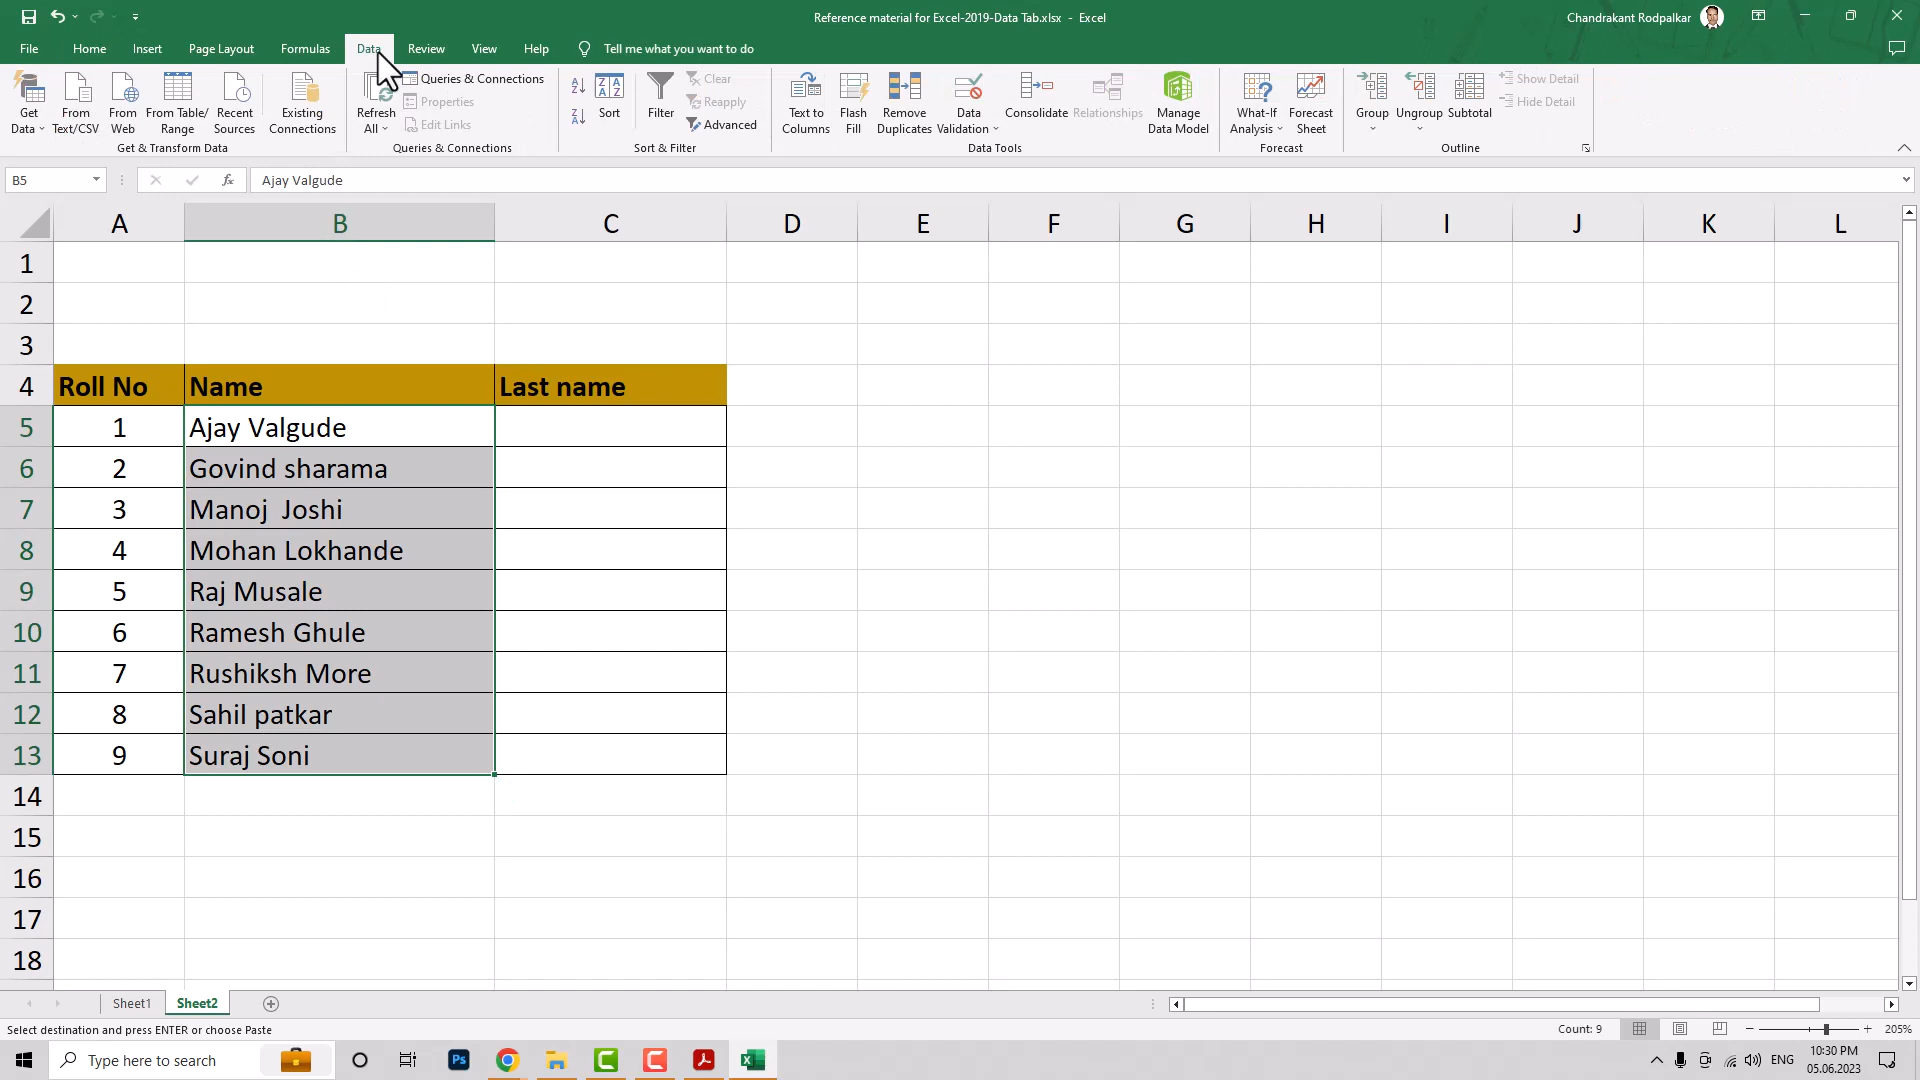 Reference material for Excel-2019-Data Tab.xlsx - Excel
Chandrakant Rodpalkar
File Home Insert Page Layout Formulas Data Review View Help Tell me what you want to do
Get Data
From Text/CSV
From Web
From Table/ Range
Recent Sources
Existing Connections
Get & Transform Data
Refresh All
Queries & Connections
Properties
Edit Links
Queries & Connections
Sort
Filter
Clear
Reapply
Advanced
Sort & Filter
Text to Columns
Flash Fill
Remove Duplicates
Data Validation
Consolidate
Relationships
Manage Data Model
Data Tools
What-If Analysis
Forecast Sheet
Forecast
Group
Ungroup
Subtotal
Show Detail
Hide Detail
Outline
B5 fx Ajay Valgude
A B C D E F G H I J K L
1
2
3
4 Roll No Name Last name
5 1 Ajay Valgude
6 2 Govind sharama
7 3 Manoj  Joshi
8 4 Mohan Lokhande
9 5 Raj Musale
10 6 Ramesh Ghule
11 7 Rushiksh More
12 8 Sahil patkar
13 9 Suraj Soni
14
15
16
17
18
Sheet1 Sheet2
Select destination and press ENTER or choose Paste Count: 9 205%
Type here to search Ps ENG 10:30 PM
05.06.2023